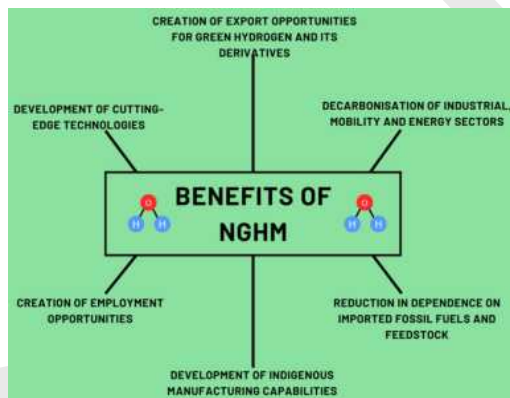 CREATION OF EXPORT OPPORTUNITIES
FOR GREEN HYDROGEN AND ITS
DERIVATIVES
DEVELOPMENT OF CUTTING-
EDGE TECHNOLOGIES
DECARBONISATION OF INDUSTRIAL,
MOBILITY AND ENERGY SECTORS
BENEFITS OF
NGHM
O
H H
O
H H
CREATION OF EMPLOYMENT
OPPORTUNITIES
REDUCTION IN DEPENDENCE ON
IMPORTED FOSSIL FUELS AND
FEEDSTOCK
DEVELOPMENT OF INDIGENOUS
MANUFACTURING CAPABILITIES